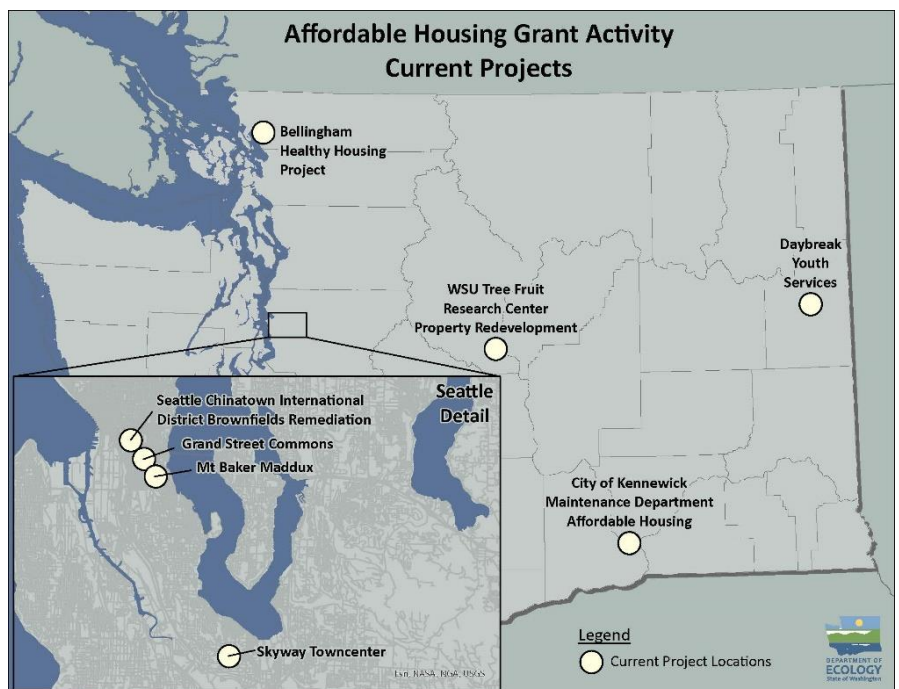 Affordable Housing Grant Activity
Current Projects
Bellingham
Healthy Housing
Project
Daybreak
Youth
Services
WSU Tree Fruit
Research Center
Property Redevelopment
Seattle
Detail
Seattle Chinatown International
District Brownfields Remediation
Grand Street Commons
Mt Baker Maddux
City of Kennewick
Maintenance Department
Affordable Housing
Skyway Towncenter
Esri, NASA, NGA, USGS
Legend
Current Project Locations
DEPARTMENT OF
ECOLOGY
State of Washington